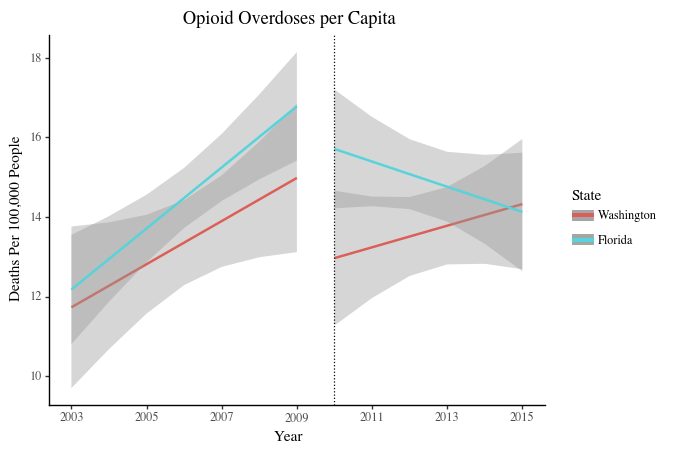 Opioid Overdoses per Capita
Deaths Per 100,000 People
18
16
14
12
10
2003
2005
2007
2009
2011
2013
2015
Year
State
Washington
Florida